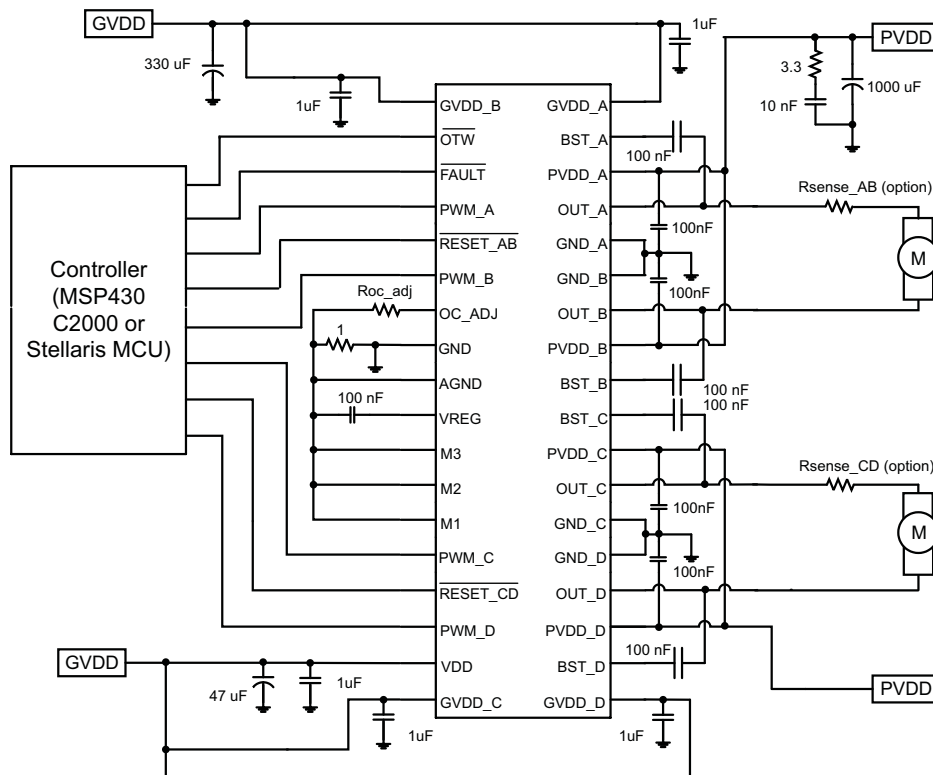 GVDD
1uF
PVDD
330 uF
1uF
3.3
10 nF
1000 uF
GVDD_B
GVDD_A
OTW
BST_A
100 nF
FAULT
PVDD_A
PWM_A
OUT_A
100nF
Rsense_AB (option)
RESET_AB
GND_A
M
Controller
(MSP430
C2000 or
Stellaris MCU)
PWM_B
GND_B
100nF
Roc_adj
OC_ADJ
OUT_B
1
GND
PVDD_B
AGND
BST_B
100 nF
100 nF
100 nF
VREG
BST_C
M3
PVDD_C
Rsense_CD (option)
M2
OUT_C
100nF
M1
GND_C
M
PWM_C
GND_D
100nF
RESET_CD
OUT_D
PWM_D
PVDD_D
GVDD
100 nF
VDD
BST_D
47 uF
1uF
PVDD
GVDD_C
GVDD_D
1uF
1uF